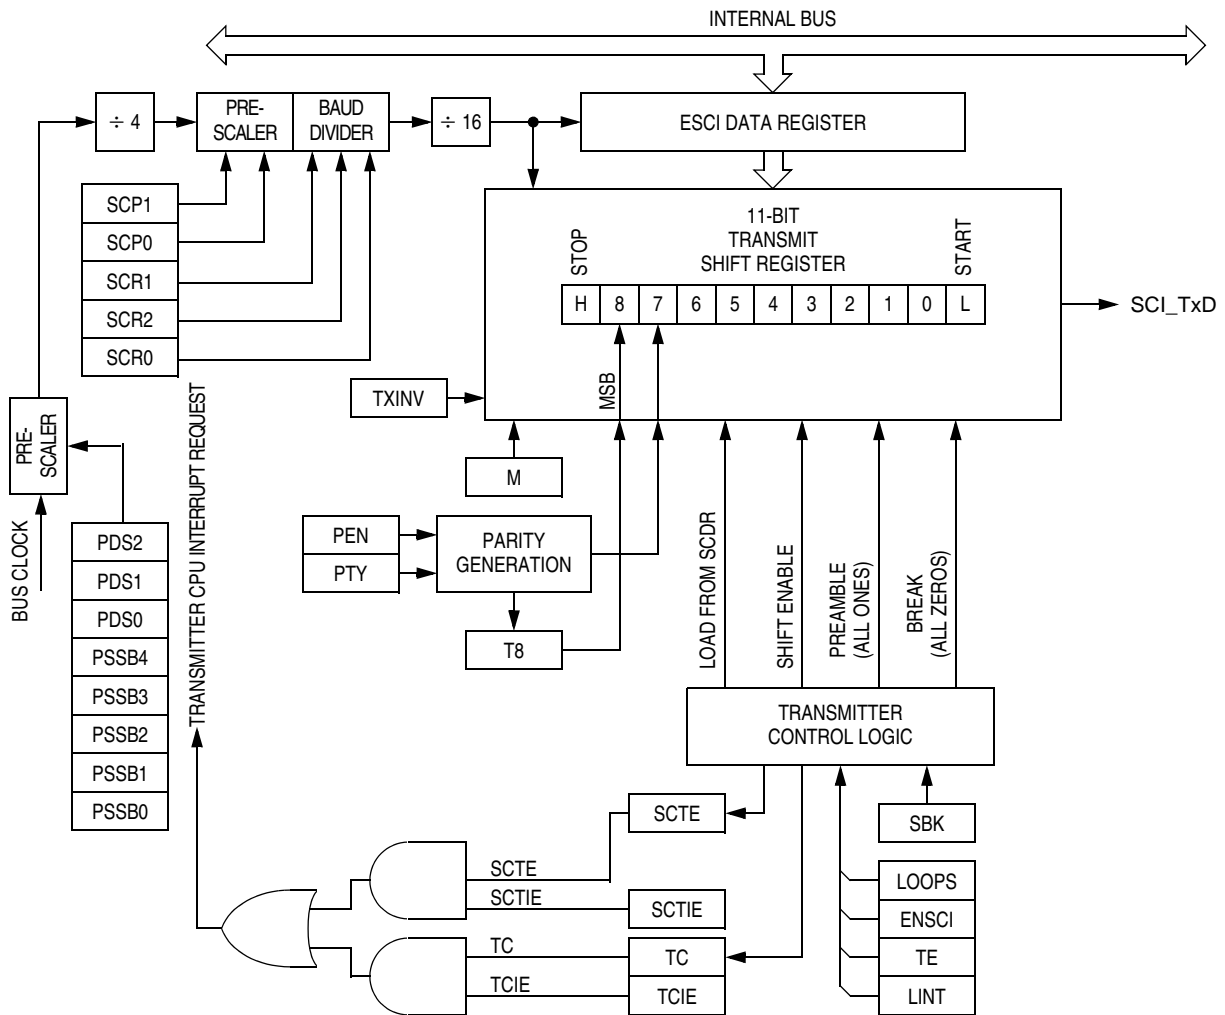 INTERNAL BUS
÷ 4
PRE-
SCALER
BAUD
DIVIDER
÷ 16
ESCI DATA REGISTER
SCP1
SCP0
SCR1
SCR2
SCR0
11-BIT
TRANSMIT
SHIFT REGISTER
STOP
START
H 8 7 6 5 4 3 2 1 0 L
SCI_TxD
MSB
TXINV
M
PRE-
SCALER
BUS CLOCK
TRANSMITTER CPU INTERRUPT REQUEST
PDS2
PDS1
PDS0
PSSB4
PSSB3
PSSB2
PSSB1
PSSB0
PEN
PTY
PARITY
GENERATION
T8
LOAD FROM SCDR
SHIFT ENABLE
PREAMBLE
(ALL ONES)
BREAK
(ALL ZEROS)
TRANSMITTER
CONTROL LOGIC
SCTE
SBK
SCTE
SCTIE
SCTIE
TC
TC
TCIE
TCIE
LOOPS
ENSCI
TE
LINT